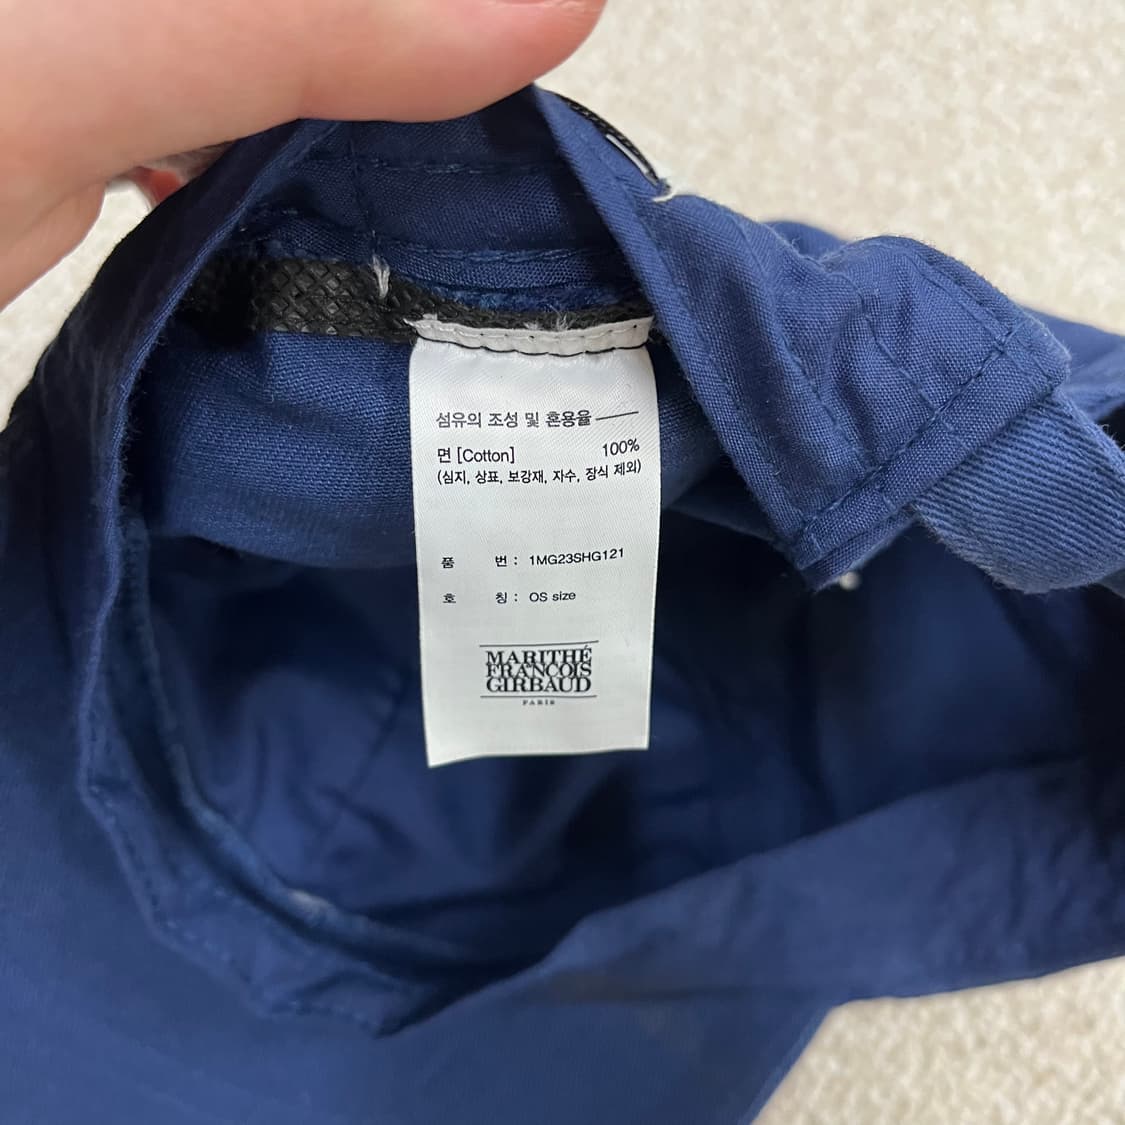 섬유의 조성 및 혼용율
면 [Cotton] 100%
(심지, 상표, 보강재, 자수, 장식 제외)
품 번 : 1MG23SHG121
호 칭 : OS size
MARITHÉ
FRANCOIS
GIRBAUD
PARIS